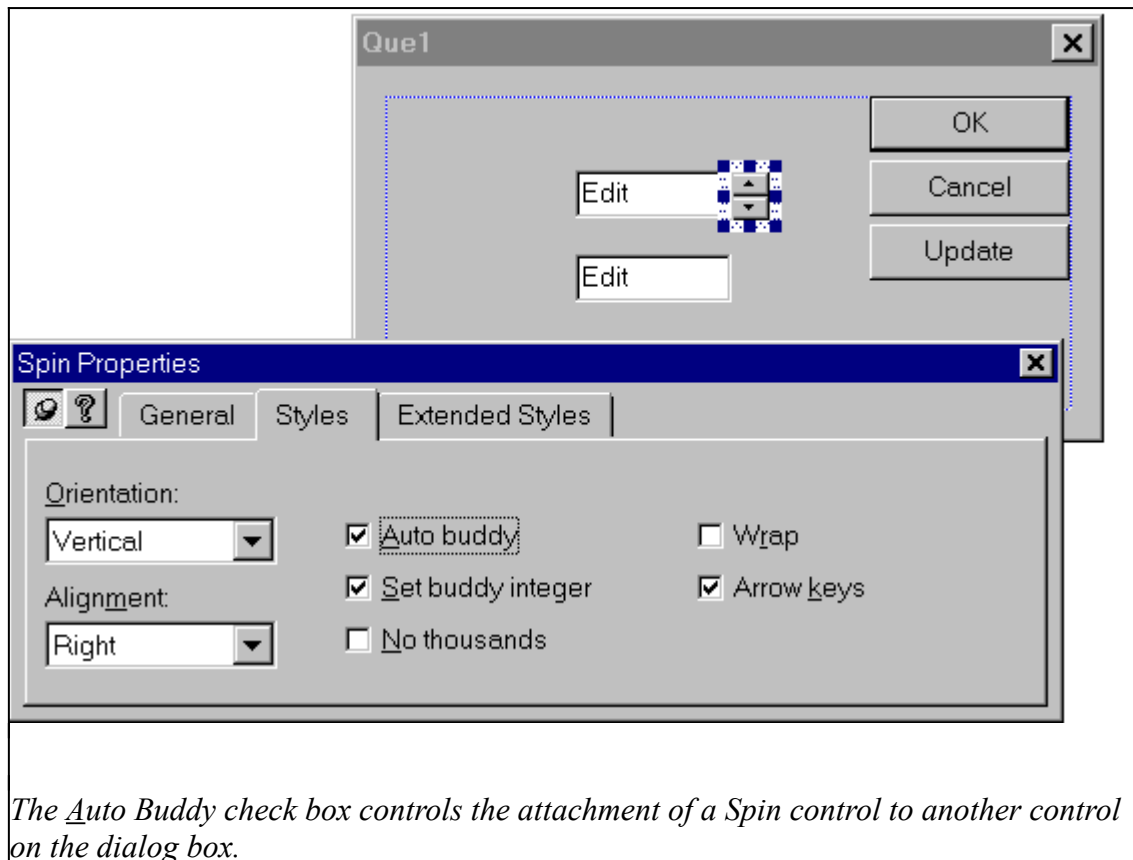 Que1
OK
Edit
Cancel
Update
Edit
Spin Properties
General Styles Extended Styles
Orientation:
Vertical
Auto buddy
Wrap
Alignment:
Set buddy integer
Arrow keys
Right
No thousands
The Auto Buddy check box controls the attachment of a Spin control to another control
on the dialog box.